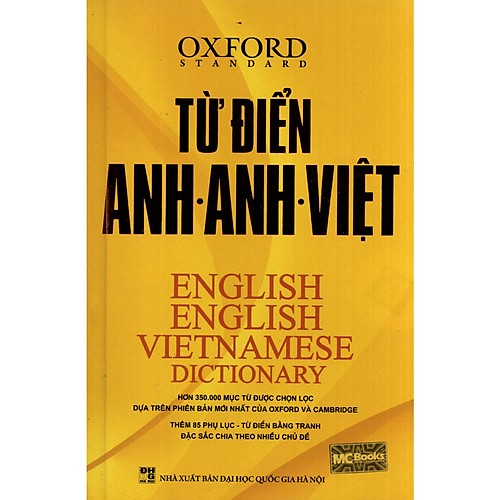 OXFORD
STANDARD
TỪ ĐIỂN
ANH·ANH·VIỆT
ENGLISH
ENGLISH
VIETNAMESE
DICTIONARY
HƠN 350.000 MỤC TỪ ĐƯỢC CHỌN LỌC
DỰA TRÊN PHIÊN BẢN MỚI NHẤT CỦA OXFORD VÀ CAMBRIDGE
THÊM 85 PHỤ LỤC - TỪ ĐIỂN BẰNG TRANH
ĐẶC SẮC CHIA THEO NHIỀU CHỦ ĐỀ
MCBooks
ĐHQG
NHÀ XUẤT BẢN ĐẠI HỌC QUỐC GIA HÀ NỘI